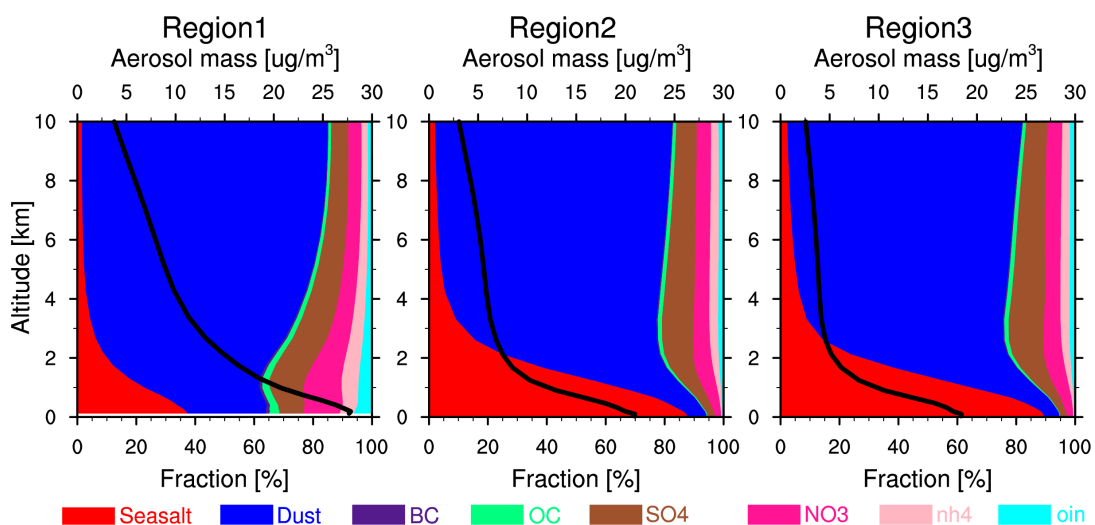 Region1 Region2 Region3
Aerosol mass [ug/m³] Aerosol mass [ug/m³] Aerosol mass [ug/m³]
0 5 10 15 20 25 30 0 5 10 15 20 25 30 0 5 10 15 20 25 30
10 10 10
8 8 8
6 6 6
4 4 4
2 2 2
0 0 0
Altitude [km]
0 20 40 60 80 100 0 20 40 60 80 100 0 20 40 60 80 100
Fraction [%] Fraction [%] Fraction [%]
Seasalt Dust BC OC SO4 NO3 nh4 oin